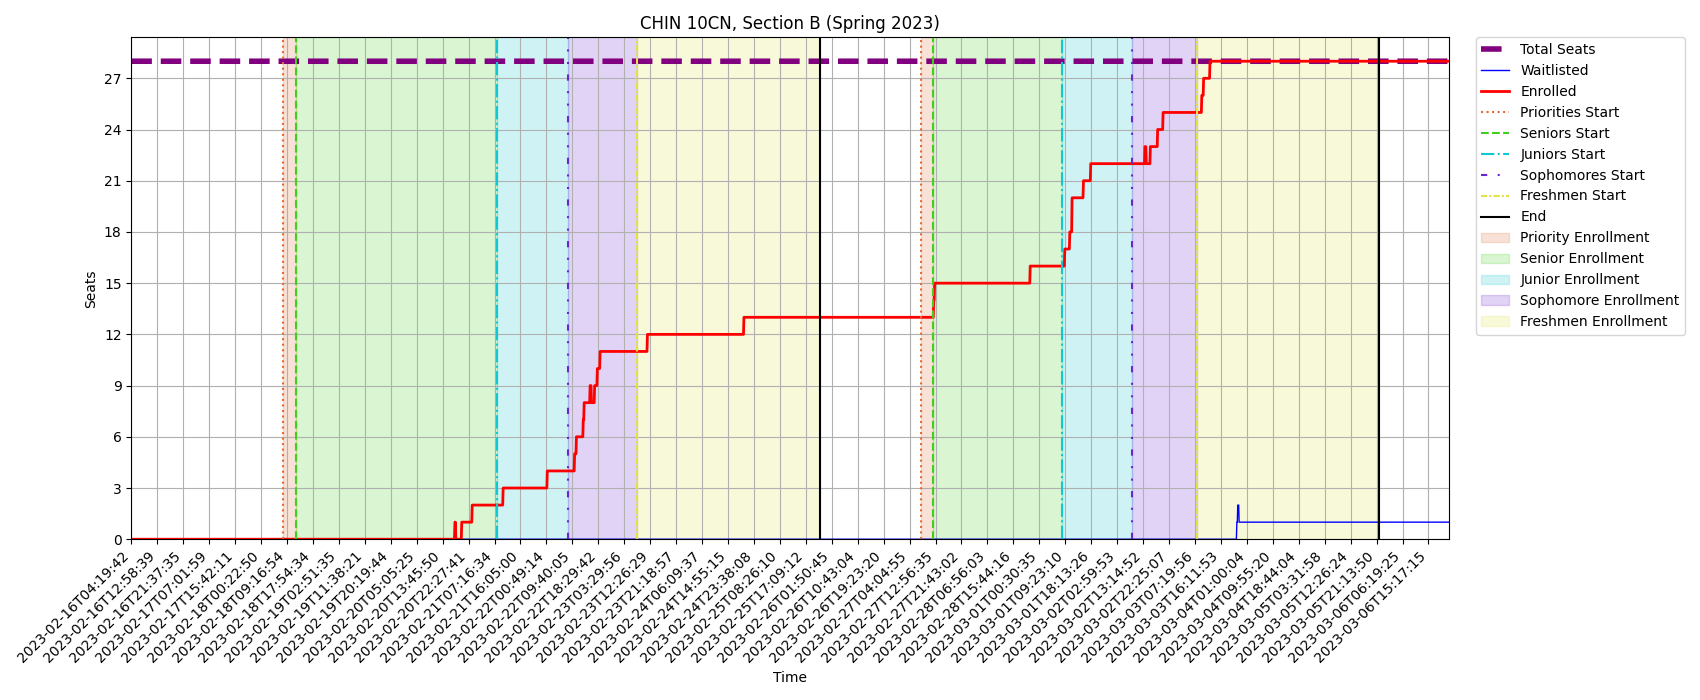 CHIN 10CN, Section B (Spring 2023)
Seats
27
24
21
18
15
12
9
6
3
0
2023-02-16T04:19:42
2023-02-16T12:58:39
2023-02-16T21:37:35
2023-02-17T07:01:59
2023-02-17T15:42:11
2023-02-18T00:22:50
2023-02-18T09:16:54
2023-02-18T17:54:34
2023-02-19T02:51:35
2023-02-19T11:38:21
2023-02-19T20:19:44
2023-02-20T05:05:25
2023-02-20T13:45:50
2023-02-20T22:27:41
2023-02-21T07:16:34
2023-02-21T16:05:00
2023-02-22T00:49:14
2023-02-22T09:40:05
2023-02-22T18:29:42
2023-02-23T03:29:56
2023-02-23T12:26:29
2023-02-23T21:18:57
2023-02-24T06:09:37
2023-02-24T14:55:15
2023-02-24T23:38:08
2023-02-25T08:26:10
2023-02-25T17:09:12
2023-02-26T01:50:45
2023-02-26T10:43:04
2023-02-26T19:23:20
2023-02-27T04:04:55
2023-02-27T12:56:35
2023-02-27T21:43:02
2023-02-28T06:56:03
2023-02-28T15:44:16
2023-03-01T00:30:35
2023-03-01T09:23:10
2023-03-01T18:13:26
2023-03-02T02:59:53
2023-03-02T13:14:52
2023-03-02T22:25:07
2023-03-03T07:19:56
2023-03-03T16:11:53
2023-03-04T01:00:04
2023-03-04T09:55:20
2023-03-04T18:44:04
2023-03-05T03:31:58
2023-03-05T12:26:24
2023-03-05T21:13:50
2023-03-06T06:19:25
2023-03-06T15:17:15
Time
Total Seats
Waitlisted
Enrolled
Priorities Start
Seniors Start
Juniors Start
Sophomores Start
Freshmen Start
End
Priority Enrollment
Senior Enrollment
Junior Enrollment
Sophomore Enrollment
Freshmen Enrollment